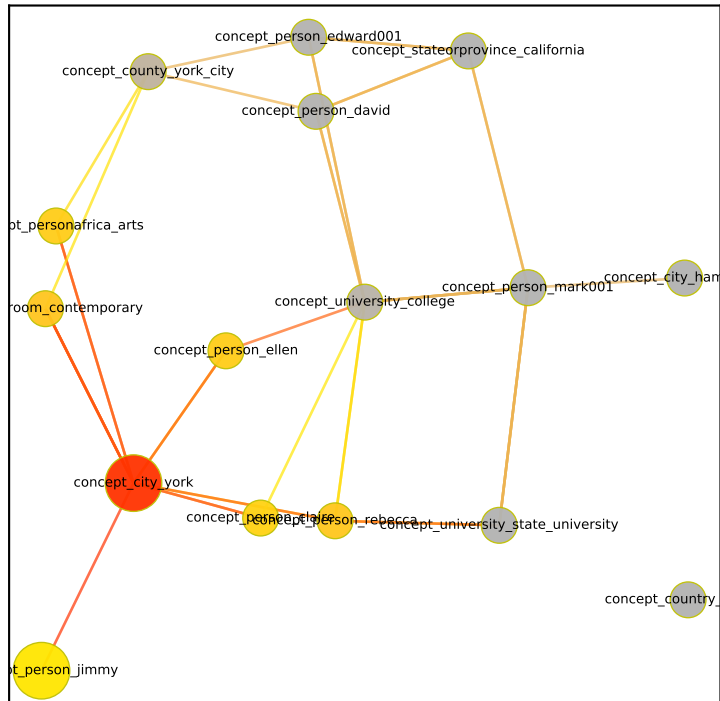 concept_person_edward001
concept_stateorprovince_california
concept_county_york_city
concept_person_david
pt_personafrica_arts
concept_city_ham
concept_person_mark001
concept_university_college
room_contemporary
concept_person_ellen
concept_city_york
concept_person_claire
concept_person_rebecca
concept_university_state_university
concept_country_
pt_person_jimmy